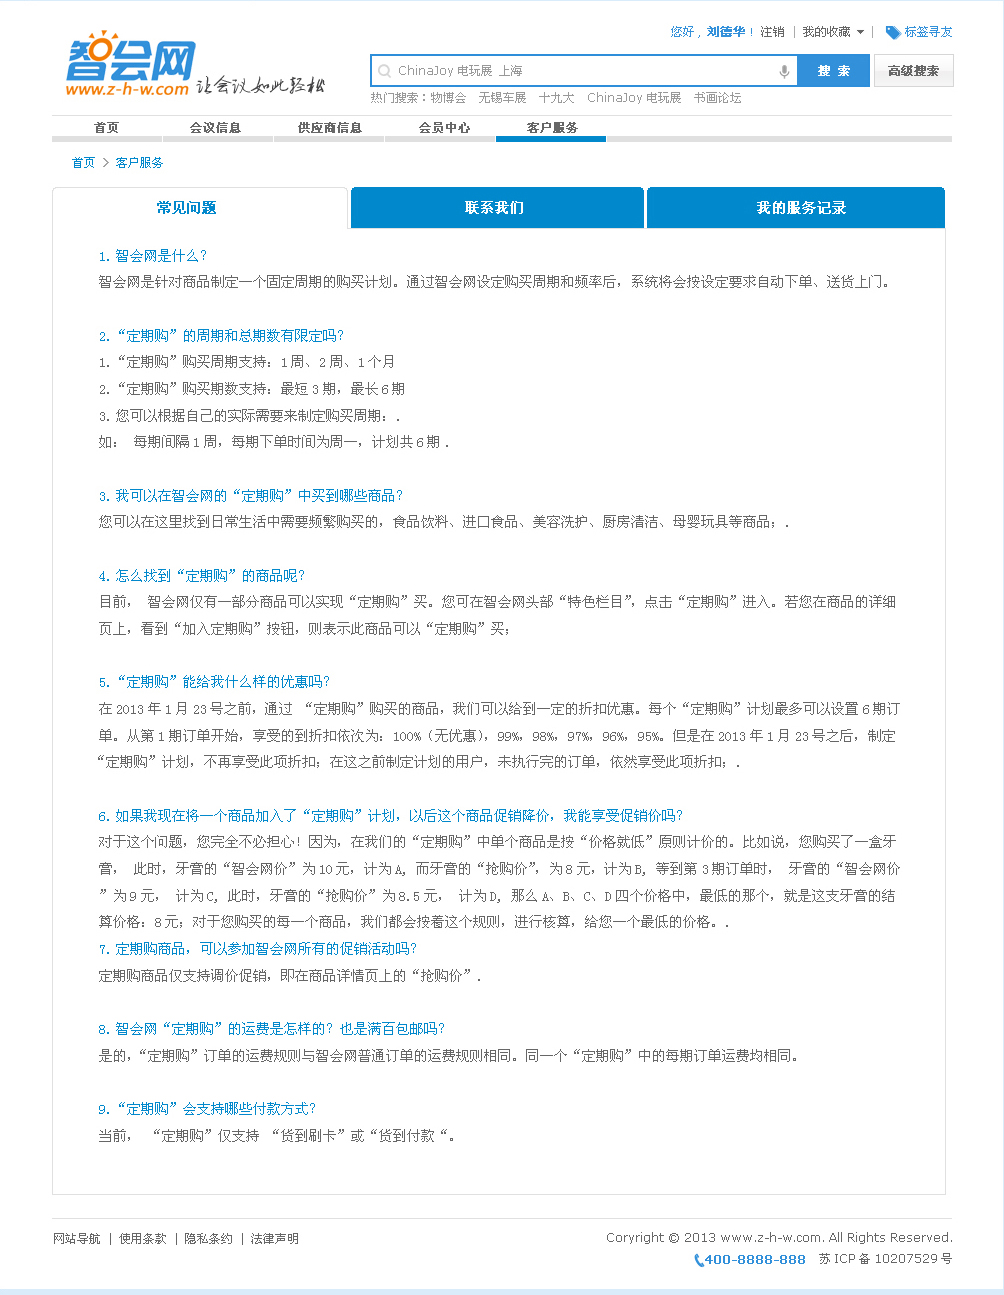 您好，刘德华！ 注销 | 我的收藏 | 标签寻友
智会网
www.z-h-w.com 让会议如此轻松
ChinaJoy 电玩展 上海 搜 索 高级搜索
热门搜索：物博会 无锡车展 十九大 ChinaJoy 电玩展 书画论坛
首页 会议信息 供应商信息 会员中心 客户服务
首页 > 客户服务
常见问题 联系我们 我的服务记录
1. 智会网是什么？
智会网是针对商品制定一个固定周期的购买计划。通过智会网设定购买周期和频率后，系统将会按设定要求自动下单、送货上门。
2. “定期购”的周期和总期数有限定吗？
1. “定期购”购买周期支持：1 周、2 周、1 个月
2. “定期购”购买期数支持：最短 3 期，最长 6 期
3. 您可以根据自己的实际需要来制定购买周期：.
如： 每期间隔 1 周，每期下单时间为周一，计划共 6 期 .
3. 我可以在智会网的“定期购”中买到哪些商品？
您可以在这里找到日常生活中需要频繁购买的，食品饮料、进口食品、美容洗护、厨房清洁、母婴玩具等商品；.
4. 怎么找到“定期购”的商品呢？
目前， 智会网仅有一部分商品可以实现“定期购”买。您可在智会网头部“特色栏目”，点击“定期购”进入。若您在商品的详细
页上，看到“加入定期购”按钮，则表示此商品可以“定期购”买；
5. “定期购”能给我什么样的优惠吗？
在 2013 年 1 月 23 号之前，通过 “定期购”购买的商品，我们可以给到一定的折扣优惠。每个“定期购”计划最多可以设置 6 期订
单。从第 1 期订单开始，享受的到折扣依次为：100%（无优惠），99%，98%，97%，96%，95%。但是在 2013 年 1 月 23 号之后，制定
“定期购”计划，不再享受此项折扣；在这之前制定计划的用户，未执行完的订单，依然享受此项折扣；.
6. 如果我现在将一个商品加入了“定期购”计划，以后这个商品促销降价，我能享受促销价吗？
对于这个问题，您完全不必担心！因为，在我们的“定期购”中单个商品是按“价格就低”原则计价的。比如说，您购买了一盒牙
膏， 此时，牙膏的“智会网价”为 10 元，计为 A, 而牙膏的“抢购价”，为 8 元，计为 B, 等到第 3 期订单时， 牙膏的“智会网价
”为 9 元， 计为 C, 此时，牙膏的“抢购价”为 8.5 元， 计为 D, 那么 A、B、C、D 四个价格中，最低的那个，就是这支牙膏的结
算价格：8 元；对于您购买的每一个商品，我们都会按着这个规则，进行核算，给您一个最低的价格。.
7. 定期购商品，可以参加智会网所有的促销活动吗？
定期购商品仅支持调价促销，即在商品详情页上的“抢购价”.
8. 智会网“定期购”的运费是怎样的？也是满百包邮吗？
是的，“定期购”订单的运费规则与智会网普通订单的运费规则相同。同一个“定期购”中的每期订单运费均相同。
9. “定期购”会支持哪些付款方式？
当前， “定期购”仅支持 “货到刷卡”或“货到付款“。
网站导航 | 使用条款 | 隐私条约 | 法律声明 Coryright © 2013 www.z-h-w.com. All Rights Reserved.
400-8888-888 苏 ICP 备 10207529 号